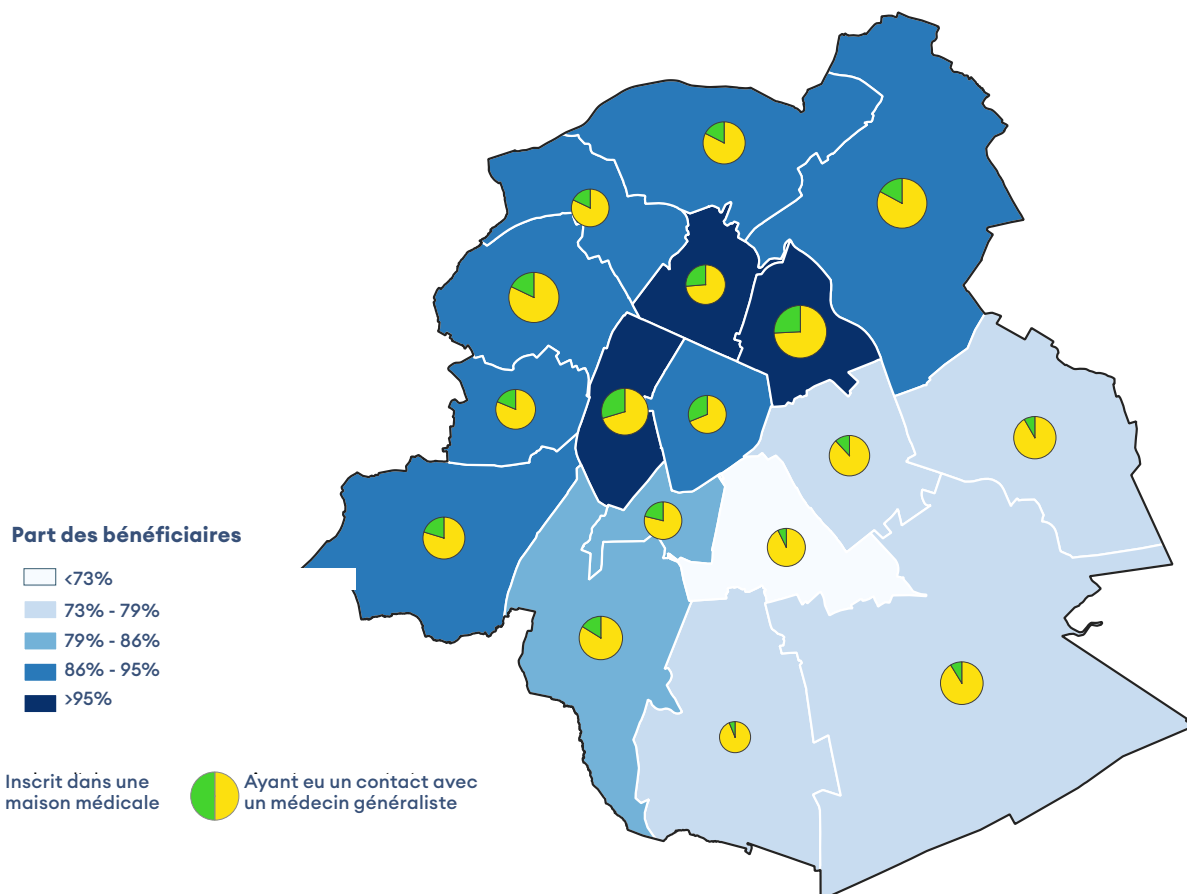 Part des bénéficiaires
<73%
73% - 79%
79% - 86%
86% - 95%
>95%
Inscrit dans une
maison médicale
Ayant eu un contact avec
un médecin généraliste